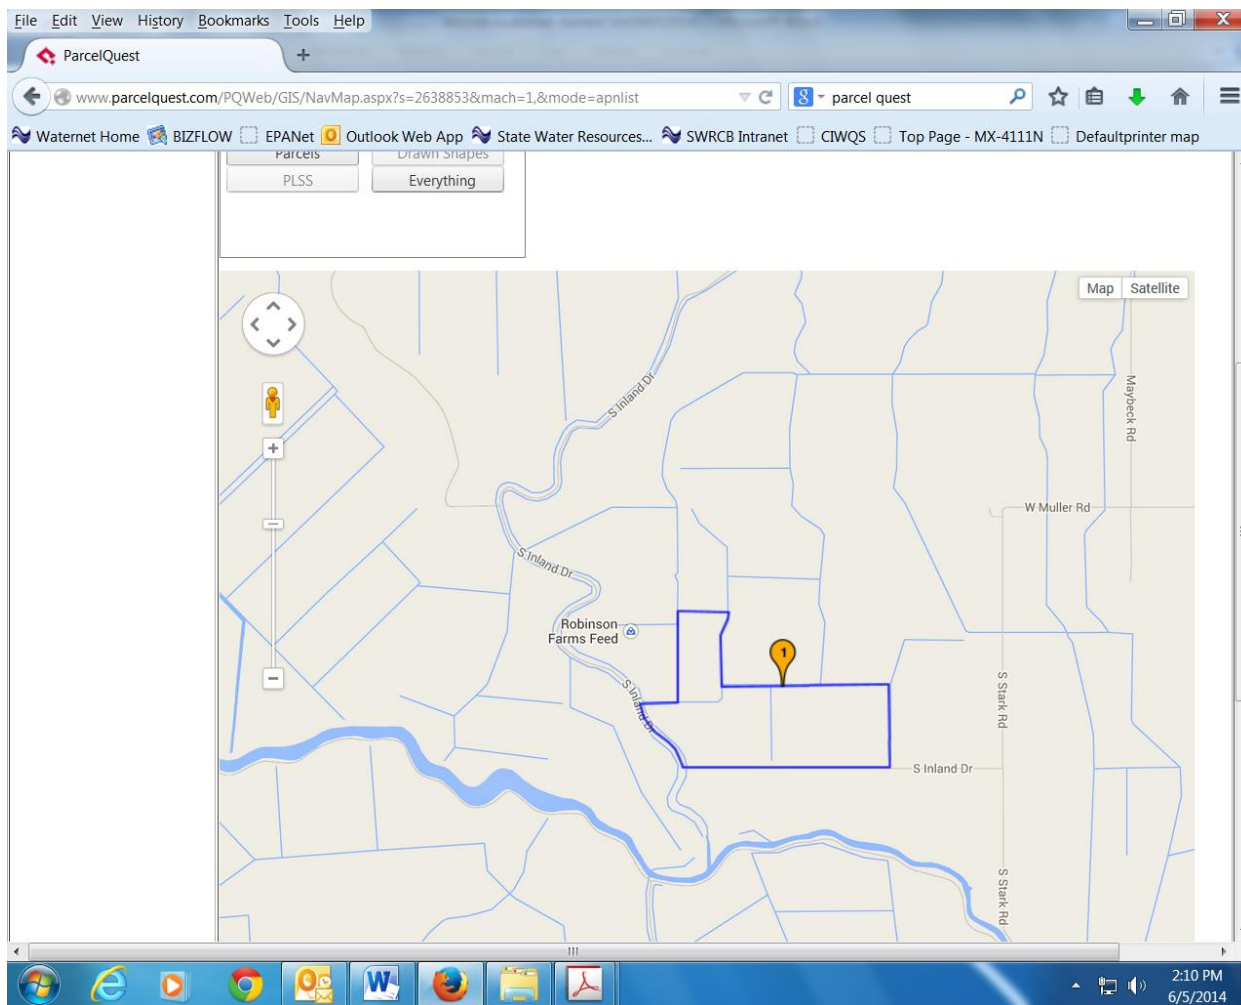 File Edit View History Bookmarks Tools Help
ParcelQuest
www.parcelquest.com/PQWeb/GIS/NavMap.aspx?s=2638853&mach=1,&mode=apnlist
parcel quest
Waternet Home BIZFLOW EPANet Outlook Web App State Water Resources... SWRCB Intranet CIWQS Top Page - MX-4111N Defaultprinter map
Parcels Drawn Shapes
PLSS Everything
Map Satellite
S Inland Dr
Maybeck Rd
W Muller Rd
S Inland Dr
Robinson
Farms Feed
1
S Inland Dr
S Stark Rd
S Inland Dr
S Stark Rd
2:10 PM
6/5/2014